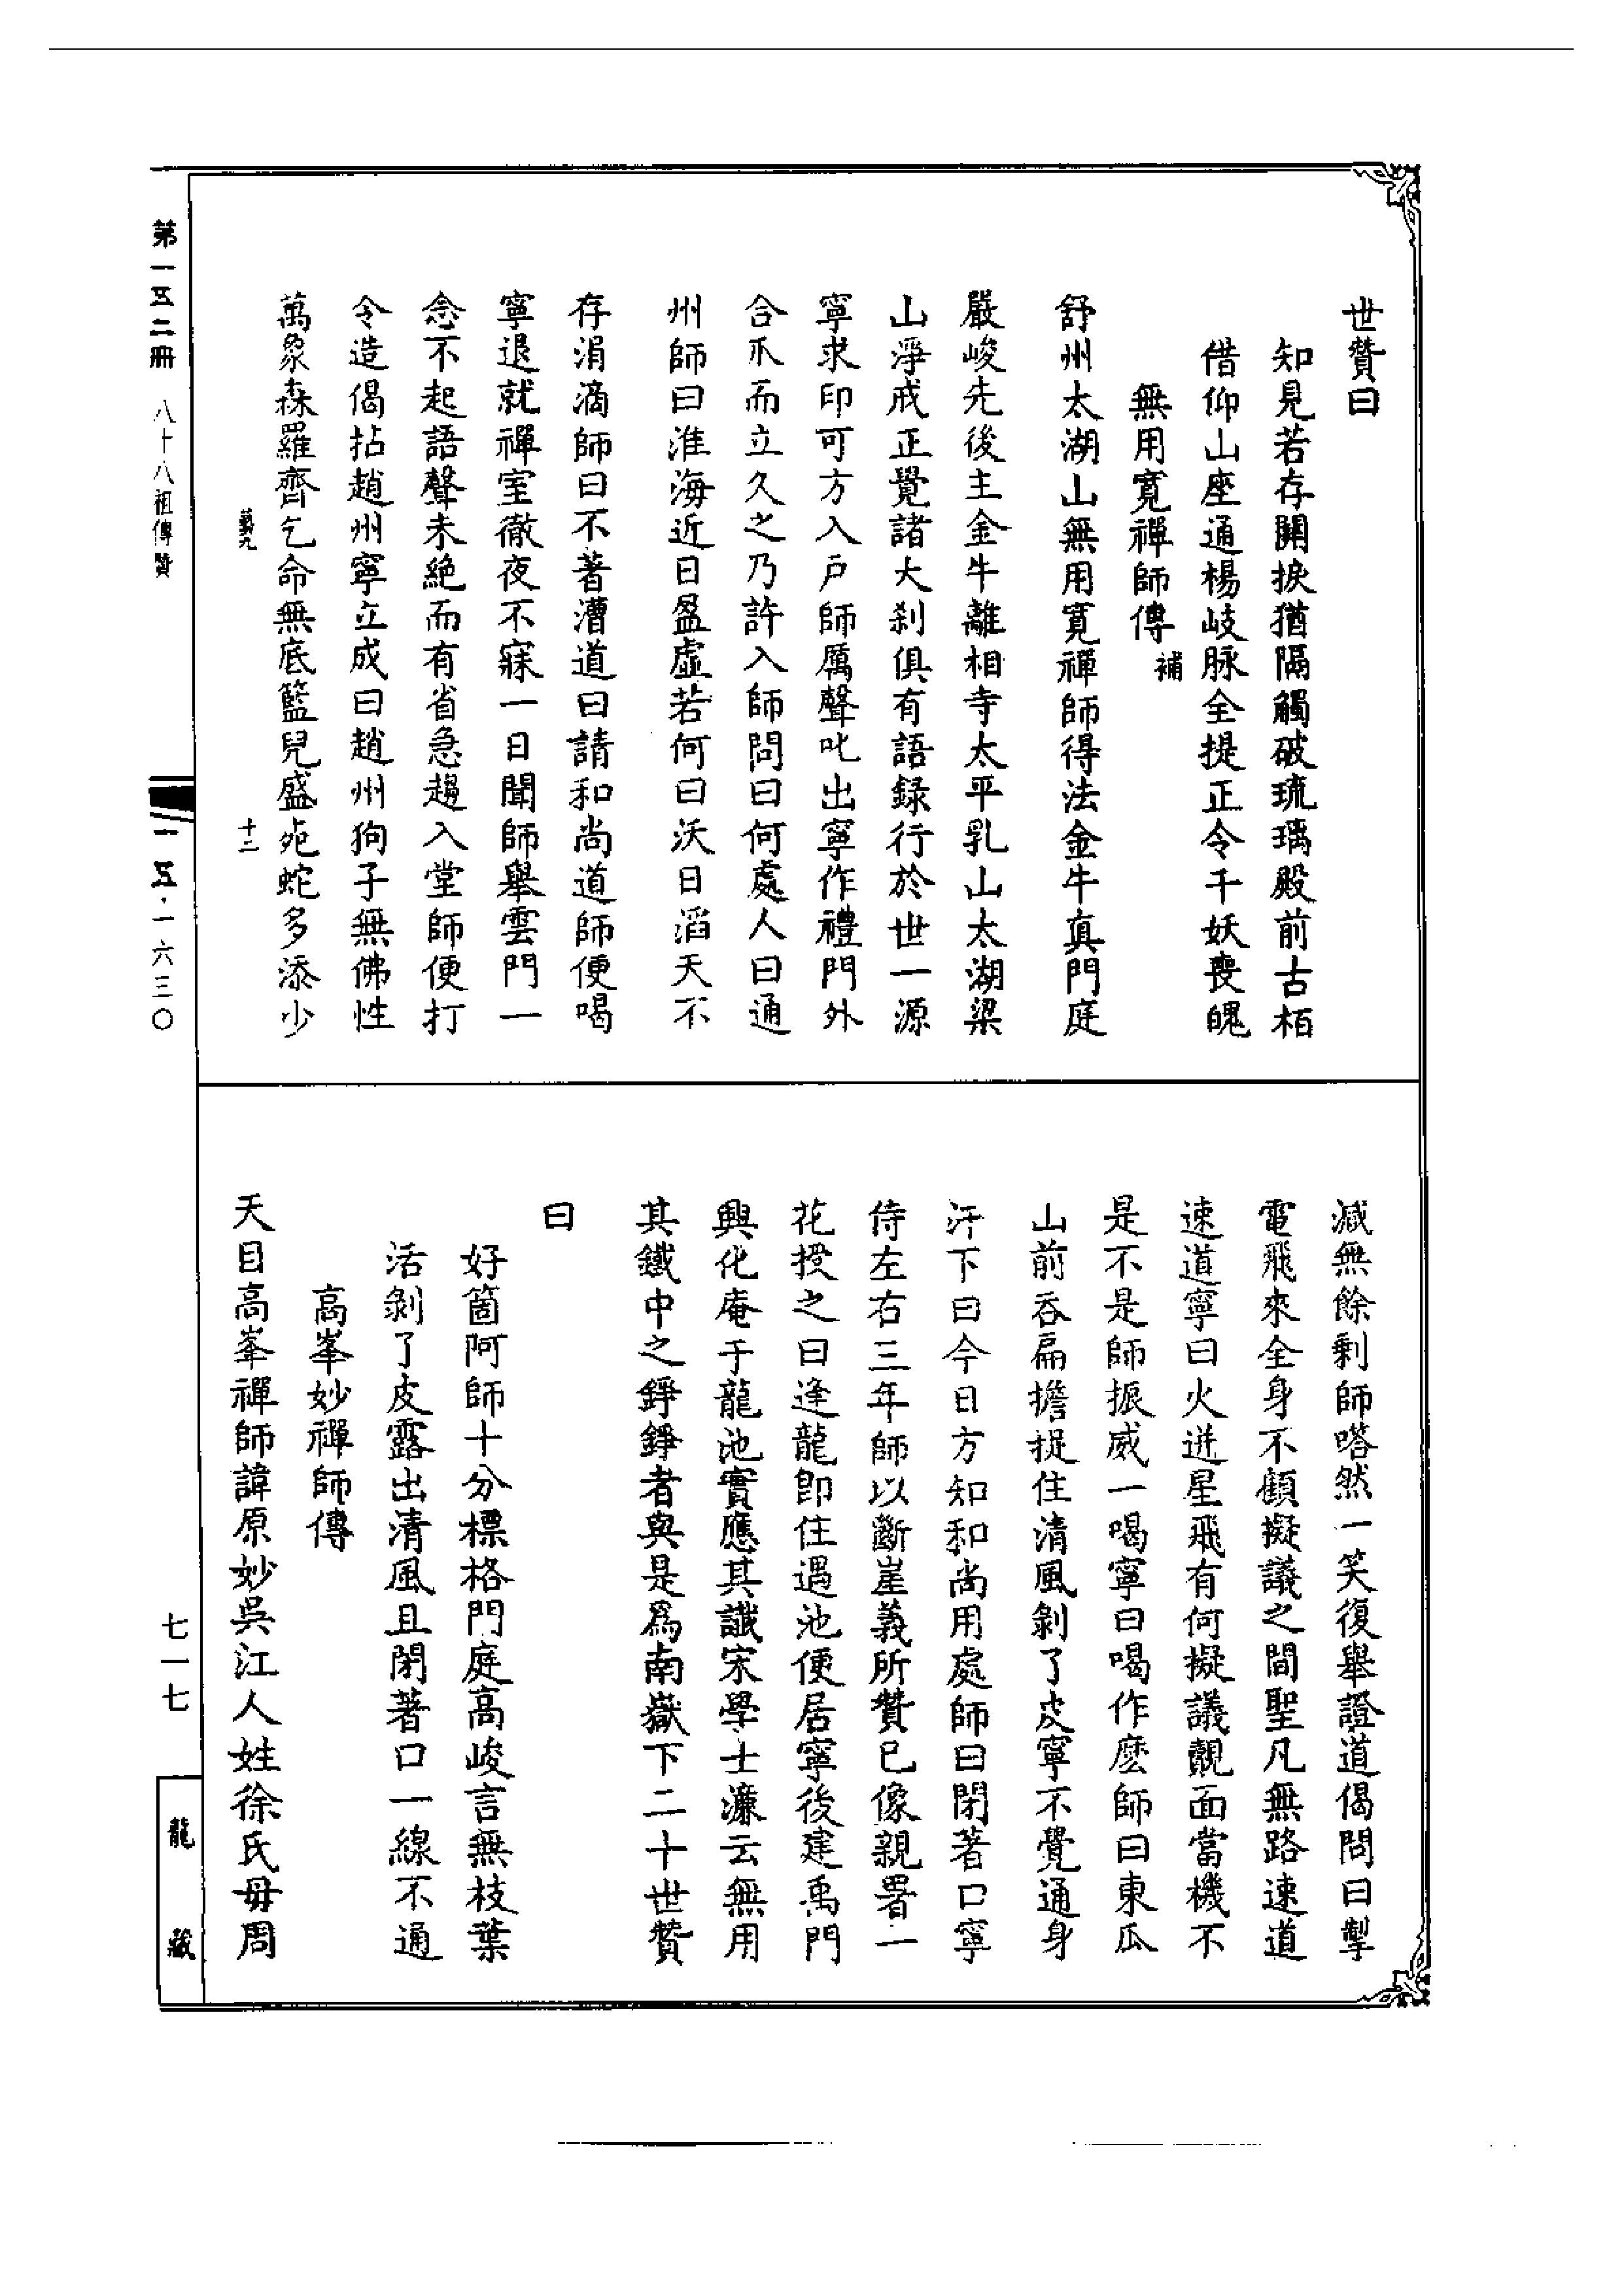 世贊曰
知見若存關捩猶隔觸破琉璃殿前古栢
借仰山座通楊岐脉全提正令千妖喪魄
無用寬禪師傳補
舒州太湖山無用寬禪師得法金牛真門庭
嚴峻先後主金牛離相寺太平乳山太湖梁
山淨戒正覺諸大剎俱有語録行於世一源
寧求印可方入戶師厲聲叱出寧作禮門外
合爪而立久之乃許入師問曰何處人曰通
州師曰淮海近日盈虛若何曰沃日滔天不
存涓滴師曰不著漕道曰請和尚道師便喝
寧退就禪室徹夜不寐一日聞師舉雲門一
念不起語聲未絶而有省急趨入堂師便打
令造偈拈趙州寧立成曰趙州狗子無佛性
萬象森羅齊乞命無底籃兒盛死蛇多添少
十二
減無餘剩師嗒然一笑復舉證道偈問曰掣
電飛來全身不顧擬議之間聖凡無路速道
速道寧曰火迸星飛有何擬議覿面當機不
是不是師振威一喝寧曰喝作麽師曰東瓜
山前吞扁擔捉住清風剝了皮寧不覺通身
汗下曰今日方知和尚用處師曰閉著口寧
侍左右三年師以斷崖義所贊已像親署一
花授之曰逢龍即住遇池便居寧後建禹門
興化庵于龍池實應其讖宋學士濂云無用
其鐵中之錚錚者與是爲南嶽下二十世贊
曰
好箇阿師十分標格門庭高峻言無枝葉
活剝了皮露出清風且閉著口一線不通
高峯妙禪師傳
天目高峯禪師諱原妙吳江人姓徐氏母周
第一五二冊 八十八祖傳贊
一五·一六三〇
七一七
龍藏